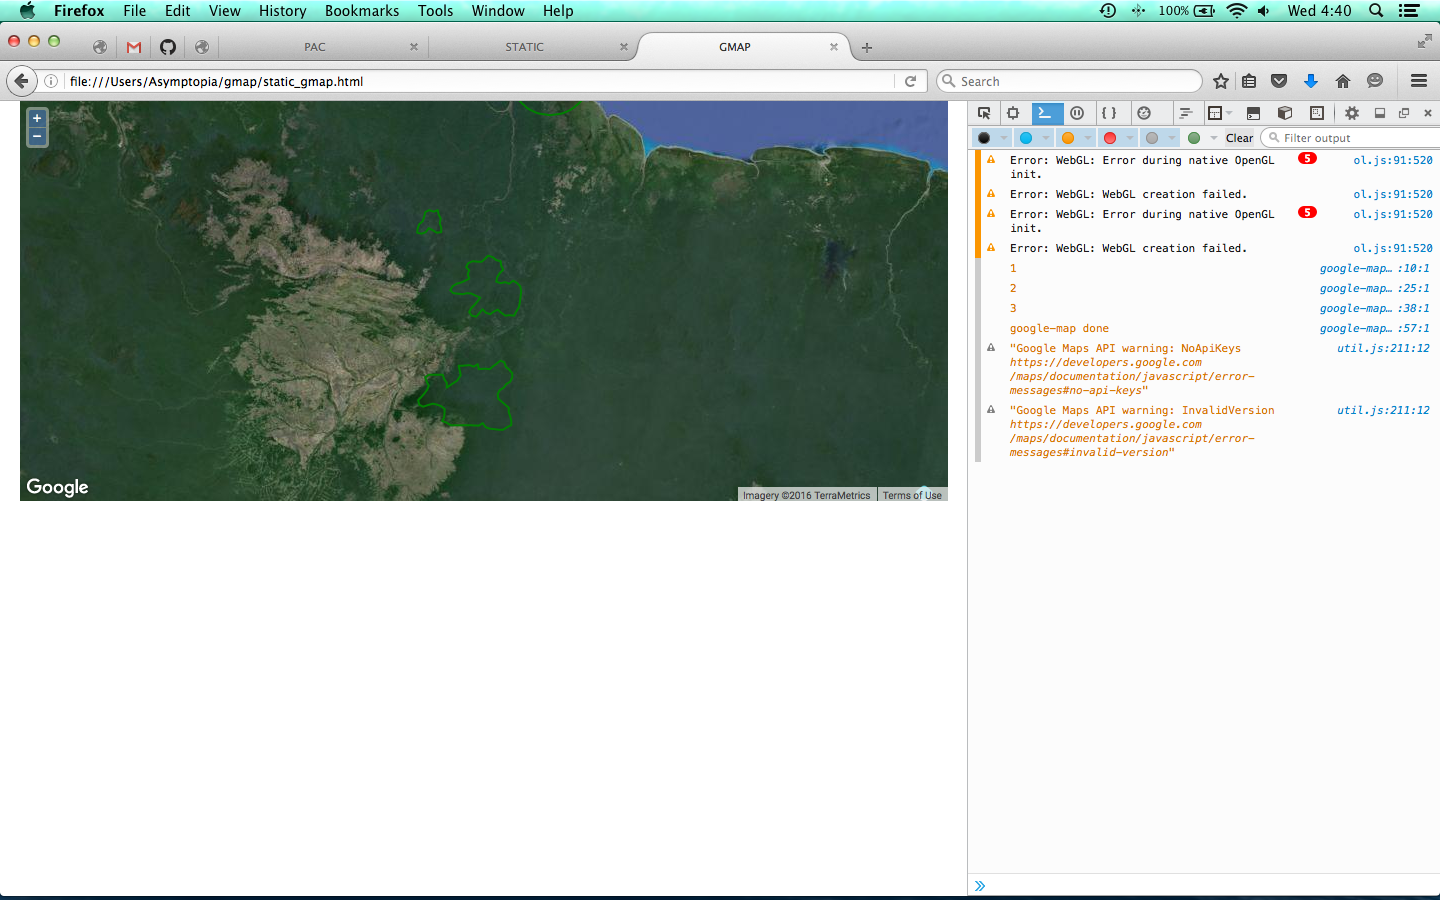 Firefox File Edit View History Bookmarks Tools Window Help 100% Wed 4:40
PAC STATIC GMAP
file:///Users/Asymptopia/gmap/static_gmap.html Search
+
−
Google
Imagery ©2016 TerraMetrics Terms of Use
Clear Filter output
Error: WebGL: Error during native OpenGL 5 ol.js:91:520
init.
Error: WebGL: WebGL creation failed. ol.js:91:520
Error: WebGL: Error during native OpenGL 5 ol.js:91:520
init.
Error: WebGL: WebGL creation failed. ol.js:91:520
1 google-map… :10:1
2 google-map… :25:1
3 google-map… :38:1
google-map done google-map… :57:1
"Google Maps API warning: NoApiKeys util.js:211:12
https://developers.google.com
/maps/documentation/javascript/error-
messages#no-api-keys"
"Google Maps API warning: InvalidVersion util.js:211:12
https://developers.google.com
/maps/documentation/javascript/error-
messages#invalid-version"